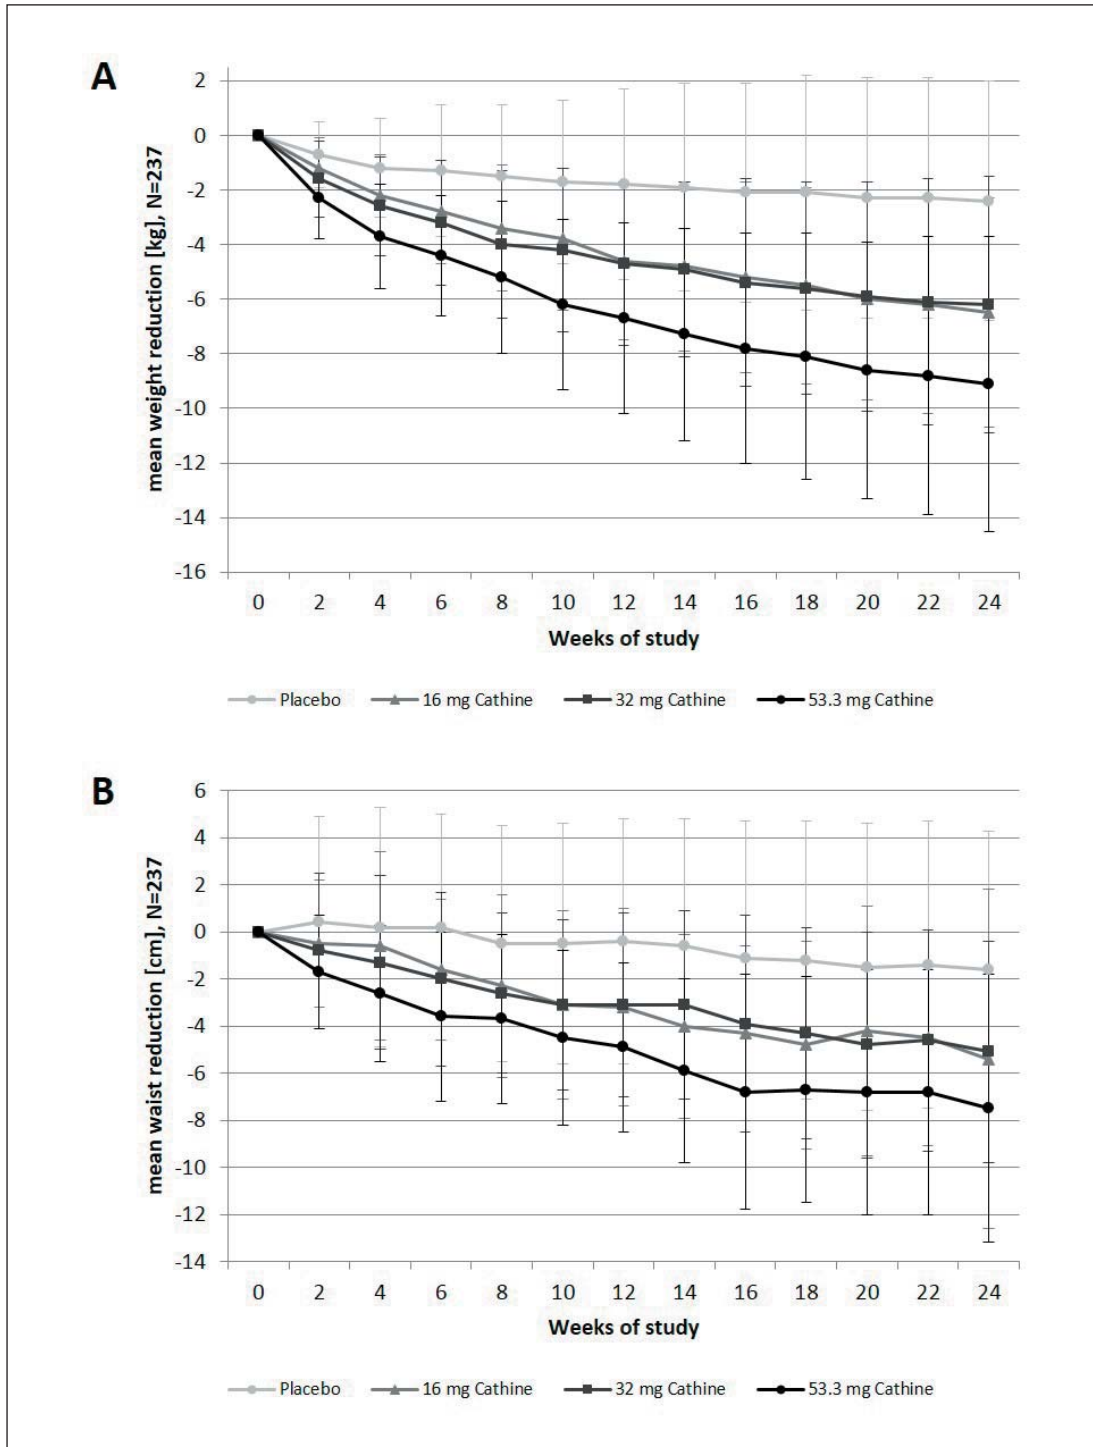 A
2
0
-2
-4
-6
-8
-10
-12
-14
-16
mean weight reduction [kg], N=237
0 2 4 6 8 10 12 14 16 18 20 22 24
Weeks of study
Placebo 16 mg Cathine 32 mg Cathine 53.3 mg Cathine
B
6
4
2
0
-2
-4
-6
-8
-10
-12
-14
mean waist reduction [cm], N=237
0 2 4 6 8 10 12 14 16 18 20 22 24
Weeks of study
Placebo 16 mg Cathine 32 mg Cathine 53.3 mg Cathine